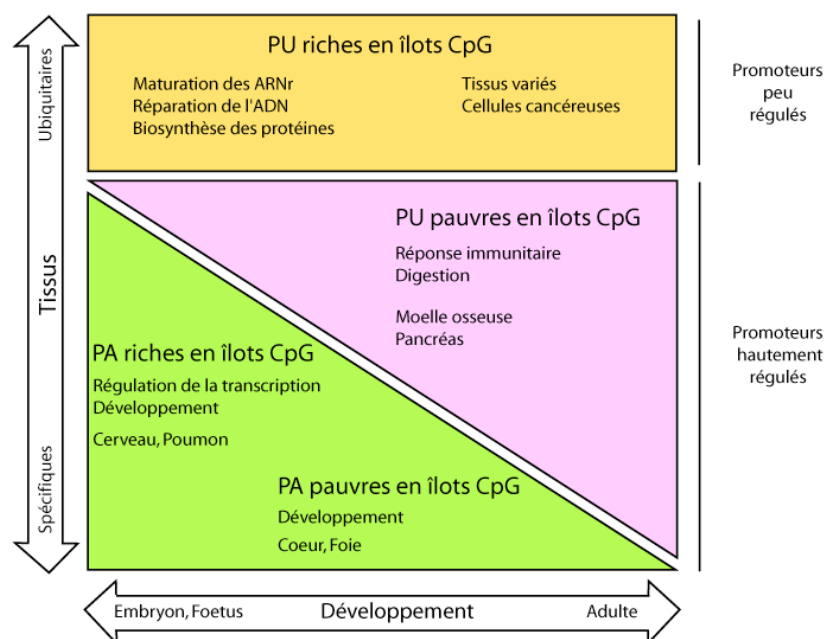 PU riches en îlots CpG
Maturation des ARNr
Réparation de l'ADN
Biosynthèse des protéines
Tissus variés
Cellules cancéreuses
Promoteurs
peu
régulés
Ubiquitaires
Tissus
Spécifiques
PU pauvres en îlots CpG
Réponse immunitaire
Digestion
Moelle osseuse
Pancréas
Promoteurs
hautement
régulés
PA riches en îlots CpG
Régulation de la transcription
Développement
Cerveau, Poumon
PA pauvres en îlots CpG
Développement
Coeur, Foie
Embryon, Foetus
Développement
Adulte